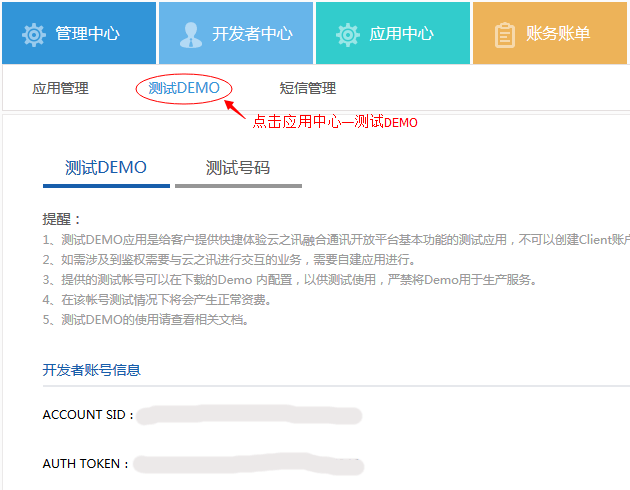 管理中心 开发者中心 应用中心 账务账单
应用管理 测试DEMO 短信管理
点击应用中心—测试DEMO
测试DEMO 测试号码
提醒：
1、测试DEMO应用是给客户提供快捷体验云之讯融合通讯开放平台基本功能的测试应用，不可以创建Client账户
2、如需涉及到鉴权需要与云之讯进行交互的业务，需要自建应用进行。
3、提供的测试帐号可以在下载的Demo 内配置，以供测试使用，严禁将Demo用于生产服务。
4、在该帐号测试情况下将会产生正常资费。
5、测试DEMO的使用请查看相关文档。
开发者账号信息
ACCOUNT SID：
AUTH TOKEN：